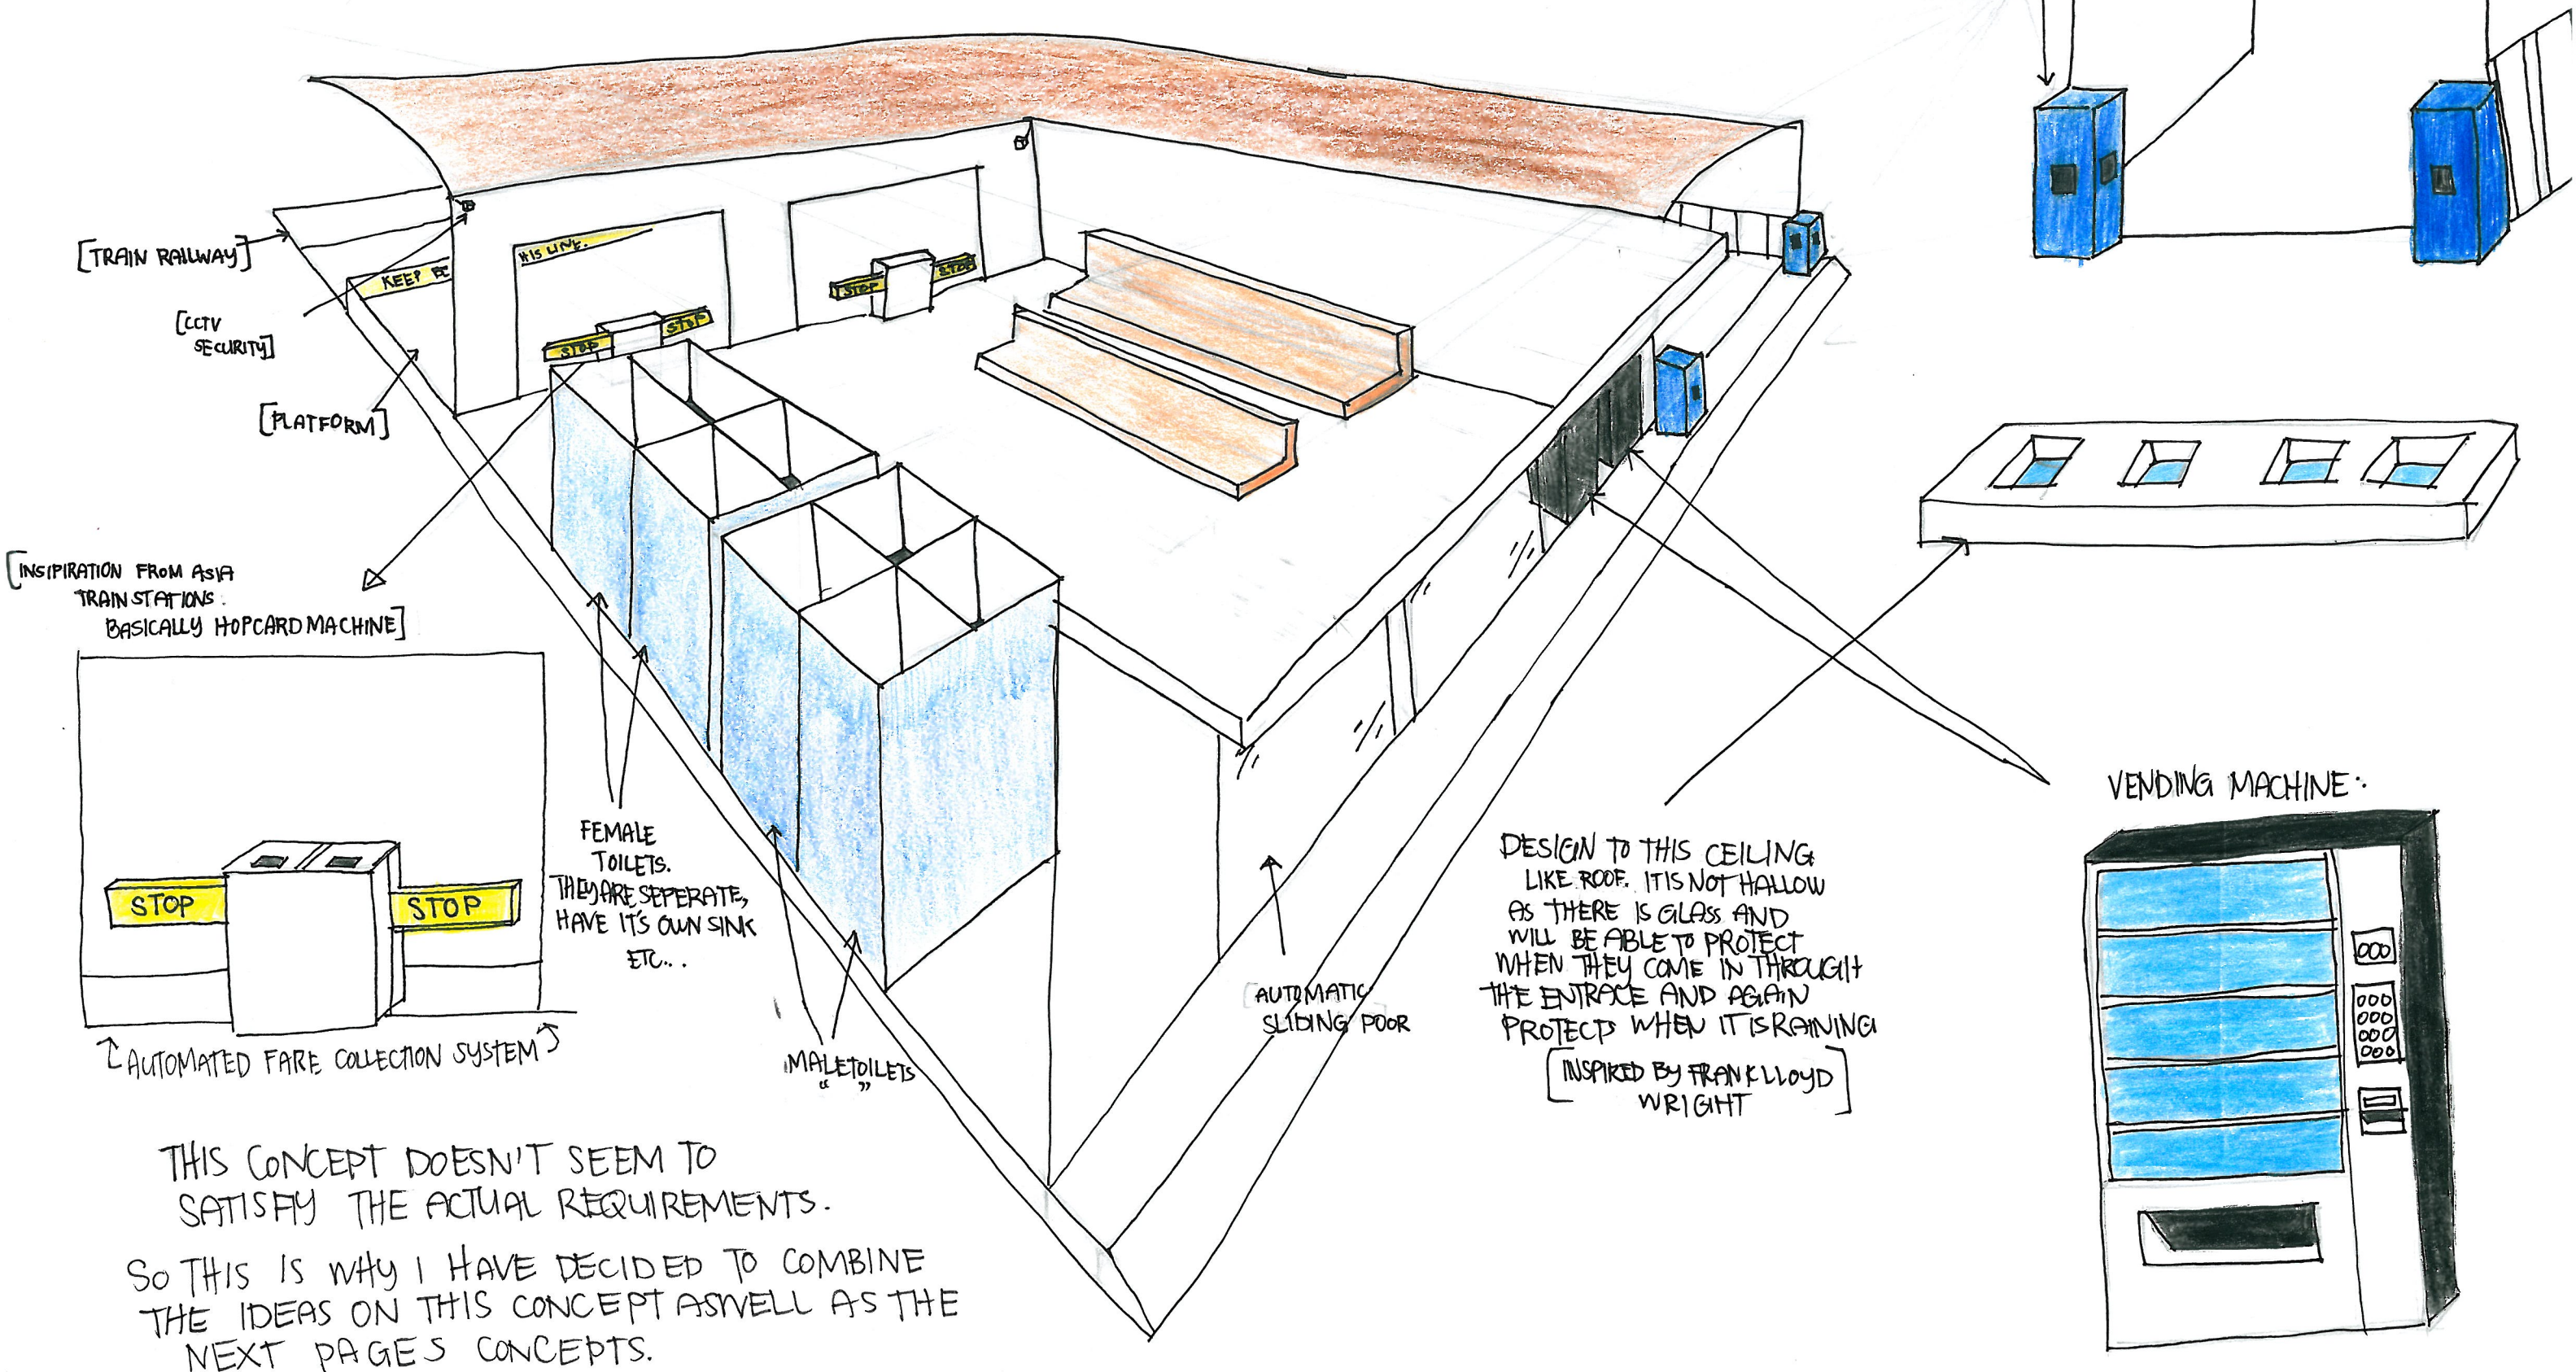 [TRAIN RAILWAY]
[CCTV
SECURITY]
[PLATFORM]
KEEP BE
HIS LINE.
STOP
STOP
STOP
STOP
[INSIPIRATION FROM ASIA
TRAIN STATIONS.
BASICALLY HOPCARD MACHINE]
STOP
STOP
AUTOMATED FARE COLLECTION SYSTEM
FEMALE
TOILETS.
THEY ARE SEPERATE,
HAVE IT'S OWN SINK
ETC...
MALE TOILETS
" "
[AUTOMATIC
SLIDING DOOR
DESIGN TO THIS CEILING
LIKE ROOF. IT IS NOT HALLOW
AS THERE IS GLASS AND
WILL BE ABLE TO PROTECT
WHEN THEY COME IN THROUGH
THE ENTRACE AND AGAIN
PROTECTS WHEN IT IS RAINING
[INSPIRED BY FRANK LLOYD
WRIGHT]
VENDING MACHINE:
THIS CONCEPT DOESN'T SEEM TO
SATISFIY THE ACTUAL REQUIREMENTS.
SO THIS IS WHY I HAVE DECIDED TO COMBINE
THE IDEAS ON THIS CONCEPT ASWELL AS THE
NEXT PAGES CONCEPTS.